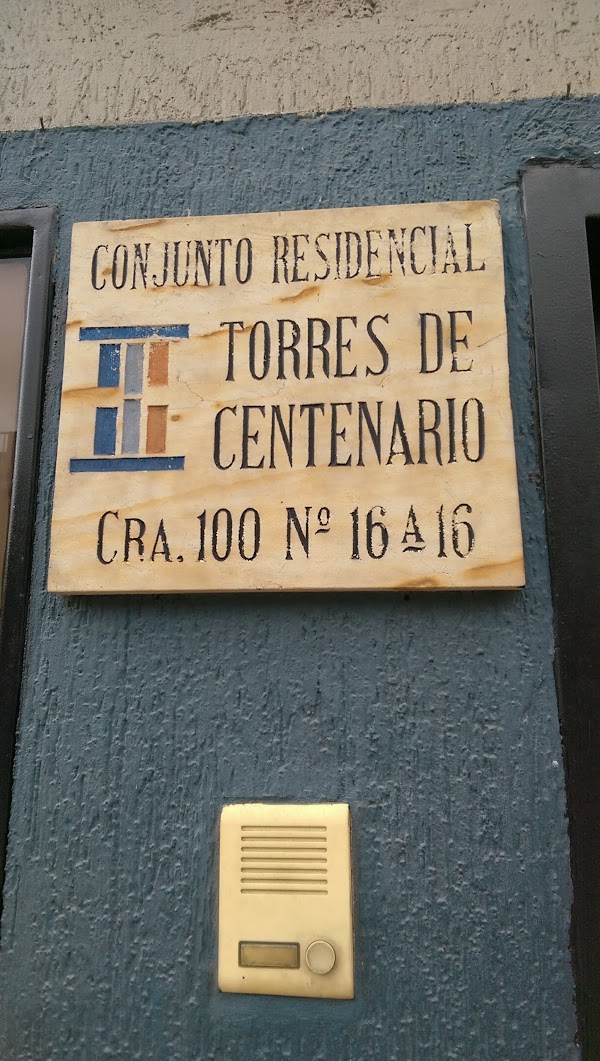 CONJUNTO RESIDENCIAL
TORRES DE
CENTENARIO
CRA. 100 Nº 16 A 16